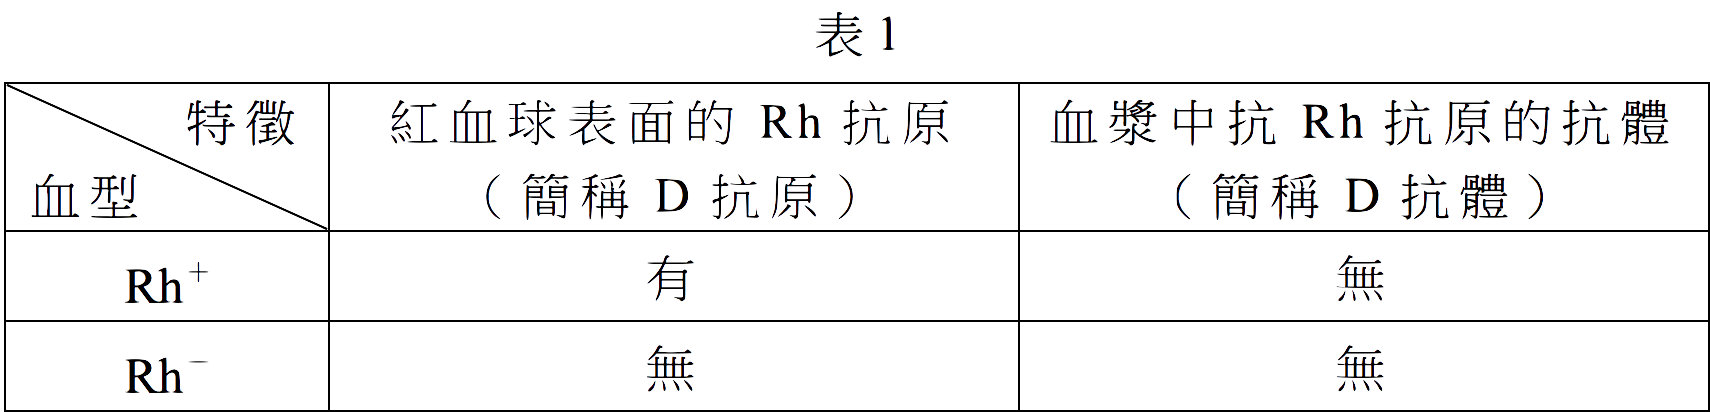 表1
特徵
血型
紅血球表面的 Rh 抗原
（簡稱 D 抗原）
血漿中抗 Rh 抗原的抗體
（簡稱 D 抗體）
Rh⁺ 有 無
Rh⁻ 無 無